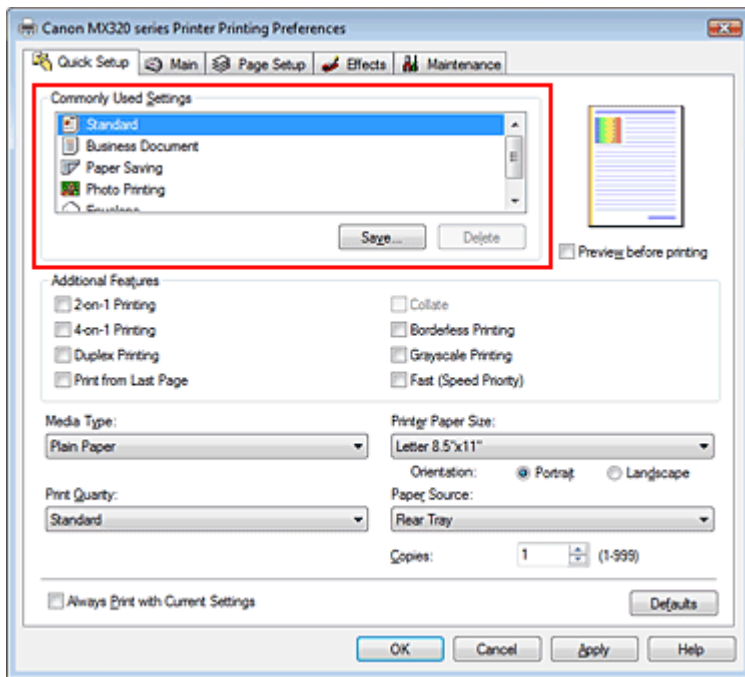 Canon MX320 series Printer Printing Preferences
Quick Setup Main Page Setup Effects Maintenance
Commonly Used Settings
Standard
Business Document
Paper Saving
Photo Printing
Envelope
Save... Delete
Preview before printing
Additional Features
2-on-1 Printing Collate
4-on-1 Printing Borderless Printing
Duplex Printing Grayscale Printing
Print from Last Page Fast (Speed Priority)
Media Type: Printer Paper Size:
Plain Paper Letter 8.5"x11"
Orientation: Portrait Landscape
Print Quarty: Paper Source:
Standard Rear Tray
Copies: 1 (1-999)
Always Print with Current Settings Defaults
OK Cancel Apply Help